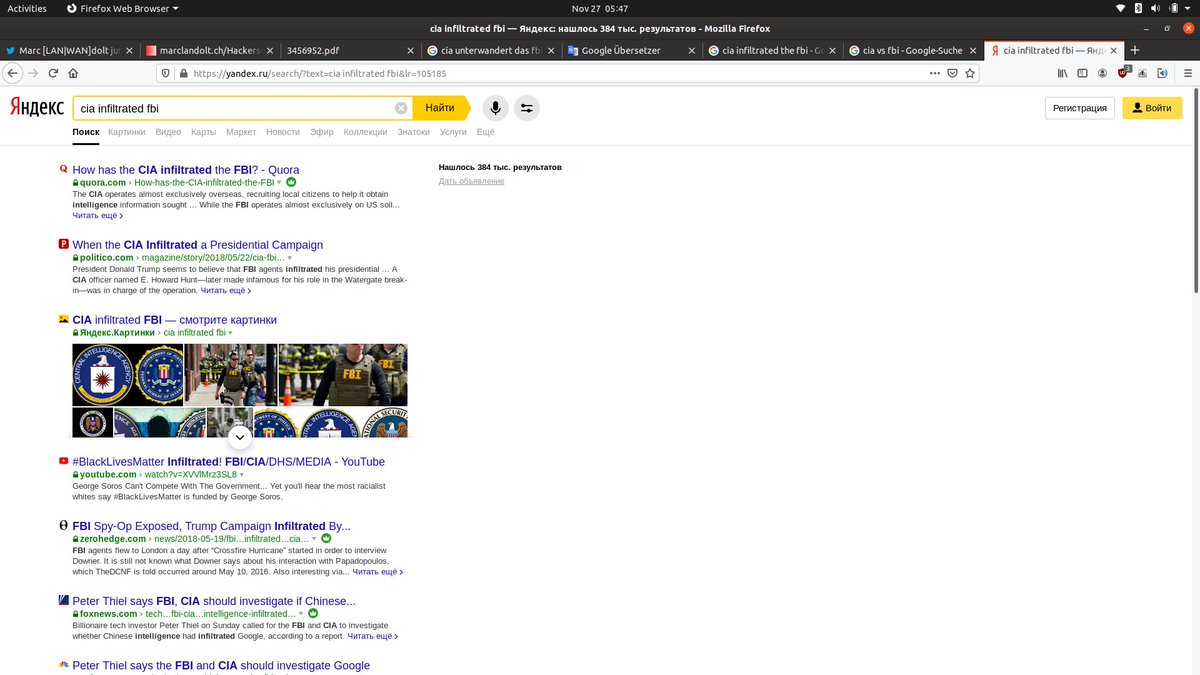 Activities
Firefox Web Browser
Nov 27 05:47
cia infiltrated fbi — Яндекс: нашлось 384 тыс. результатов - Mozilla Firefox
Marc [LAN|WAN]dolt
marclandolt.ch/Hackers
3456952.pdf
cia unterwandert das fbi
Google Übersetzer
cia infiltrated the fbi - Go
cia vs fbi - Google-Suche
cia infiltrated fbi — Янде
https://yandex.ru/search/?text=cia infiltrated fbi&lr=105185
Яндекс
cia infiltrated fbi
Найти
Регистрация
Войти
Поиск Картинки Видео Карты Маркет Новости Эфир Коллекции Знатоки Услуги Ещё
How has the CIA infiltrated the FBI? - Quora
quora.com › How-has-the-CIA-infiltrated-the-FBI
The CIA operates almost exclusively overseas, recruiting local citizens to help it obtain
intelligence information sought ... While the FBI operates almost exclusively on US soil...
Читать ещё ›
Нашлось 384 тыс. результатов
Дать объявление
When the CIA Infiltrated a Presidential Campaign
politico.com › magazine/story/2018/05/22/cia-fbi…
President Donald Trump seems to believe that FBI agents infiltrated his presidential ... A
CIA officer named E. Howard Hunt—later made infamous for his role in the Watergate break-
in—was in charge of the operation. Читать ещё ›
CIA infiltrated FBI — смотрите картинки
Яндекс.Картинки › cia infiltrated fbi
FBI
FBI
#BlackLivesMatter Infiltrated! FBI/CIA/DHS/MEDIA - YouTube
youtube.com › watch?v=XVVlMrz3SL8
George Soros Can't Compete With The Government... Yet you'll hear the most racialist
whites say #BlackLivesMatter is funded by George Soros.
FBI Spy-Op Exposed, Trump Campaign Infiltrated By...
zerohedge.com › news/2018-05-19/fbi…infiltrated…cia…
FBI agents flew to London a day after “Crossfire Hurricane” started in order to interview
Downer. It is still not known what Downer says about his interaction with Papadopoulos,
which TheDCNF is told occurred around May 10, 2016. Also interesting via... Читать ещё ›
Peter Thiel says FBI, CIA should investigate if Chinese...
foxnews.com › tech…fbi-cia…intelligence-infiltrated…
Billionaire tech investor Peter Thiel on Sunday called for the FBI and CIA to investigate
whether Chinese intelligence had infiltrated Google, according to a report. Читать ещё ›
Peter Thiel says the FBI and CIA should investigate Google